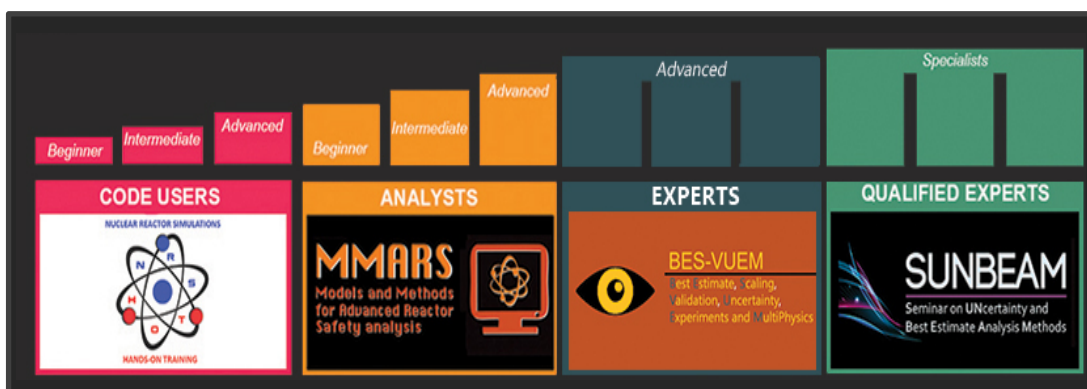 Beginner
Intermediate
Advanced
Beginner
Intermediate
Advanced
Advanced
Specialists
CODE USERS
NUCLEAR REACTOR SIMULATIONS
N R S
H O T
HANDS-ON TRAINING
ANALYSTS
MMARS
Models and Methods
for Advanced Reactor
Safety analysis
EXPERTS
BES-VUEM
Best Estimate, Scaling,
Validation, Uncertainty,
Experiments and MultiPhysics
QUALIFIED EXPERTS
SUNBEAM
Seminar on UNcertainty and
Best Estimate Analysis Methods